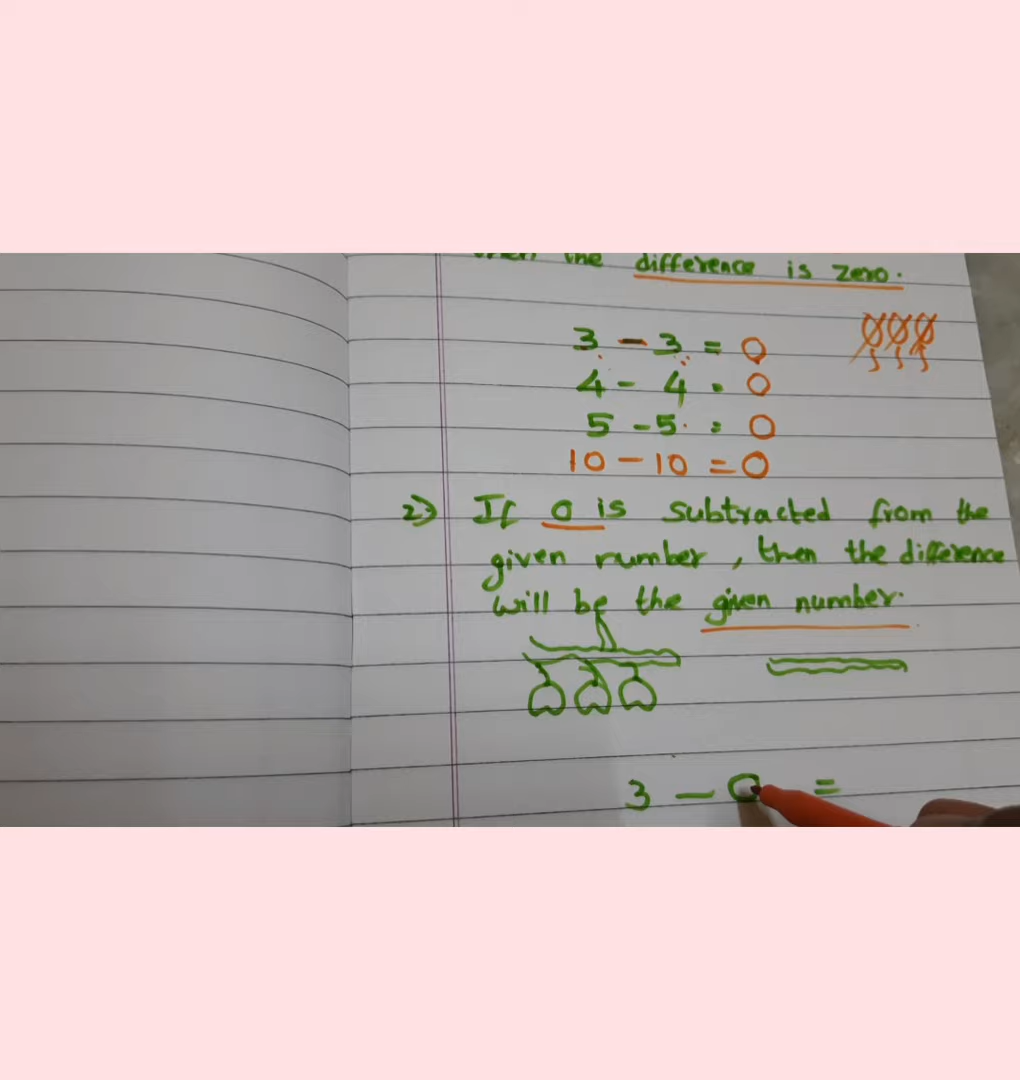 the difference is zero.
3 - 3 = 0
4 - 4 = 0
5 - 5 = 0
10 - 10 = 0
2) If 0 is subtracted from the
given number, then the difference
will be the given number.
3 - 0 =